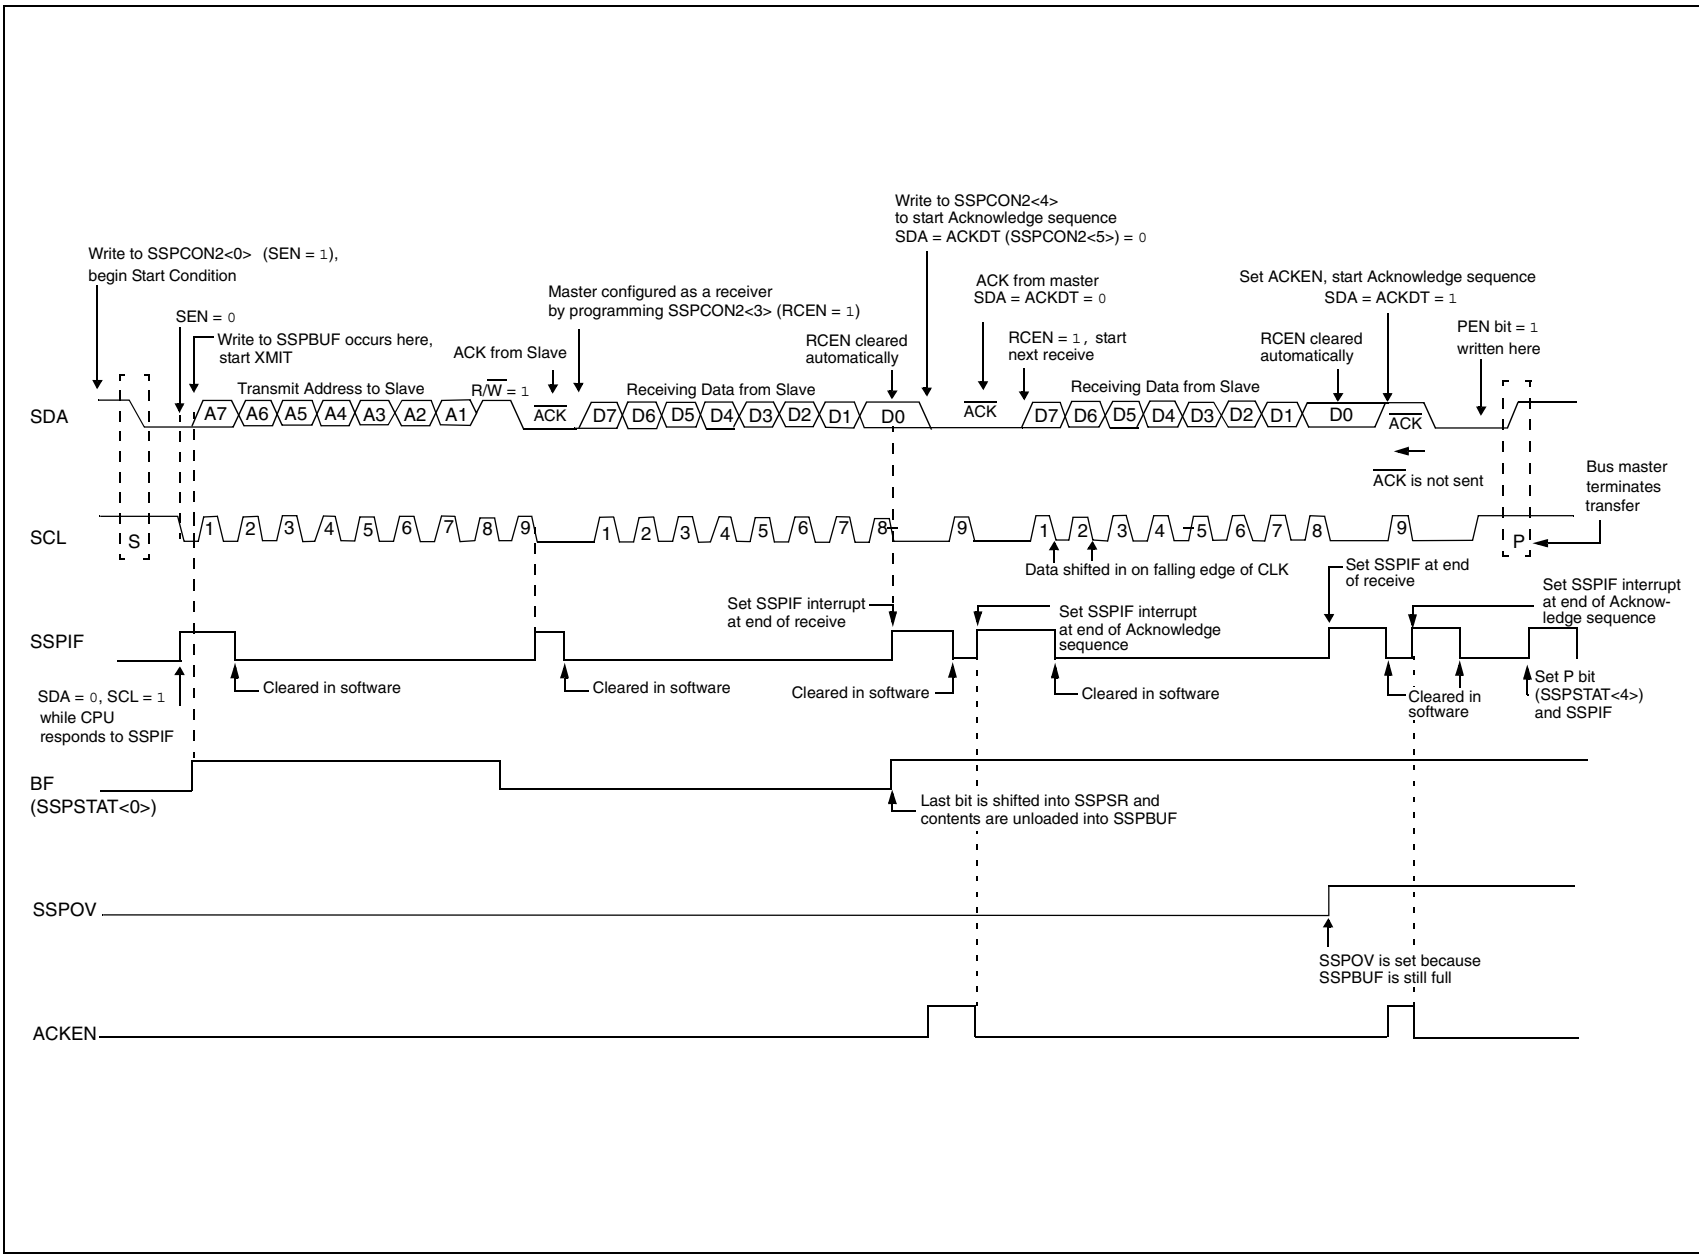 Write to SSPCON2<4>
to start Acknowledge sequence
SDA = ACKDT (SSPCON2<5>) = 0
Write to SSPCON2<0> (SEN = 1),
begin Start Condition
ACK from master
SDA = ACKDT = 0
Set ACKEN, start Acknowledge sequence
SDA = ACKDT = 1
Master configured as a receiver
by programming SSPCON2<3> (RCEN = 1)
SEN = 0
Write to SSPBUF occurs here,
start XMIT
ACK from Slave
RCEN cleared
automatically
RCEN = 1, start
next receive
RCEN cleared
automatically
PEN bit = 1
written here
Transmit Address to Slave
R/W = 1
Receiving Data from Slave
Receiving Data from Slave
SDA
A7 A6 A5 A4 A3 A2 A1 ACK D7 D6 D5 D4 D3 D2 D1 D0 ACK D7 D6 D5 D4 D3 D2 D1 D0 ACK
ACK is not sent
Bus master
terminates
transfer
SCL
S 1 2 3 4 5 6 7 8 9 1 2 3 4 5 6 7 8 9 1 2 3 4 5 6 7 8 9 P
Data shifted in on falling edge of CLK
Set SSPIF interrupt
at end of receive
Set SSPIF interrupt
at end of Acknowledge
sequence
Set SSPIF at end
of receive
Set SSPIF interrupt
at end of Acknow-
ledge sequence
SSPIF
SDA = 0, SCL = 1
while CPU
responds to SSPIF
Cleared in software
Cleared in software
Cleared in software
Cleared in software
Cleared in
software
Set P bit
(SSPSTAT<4>)
and SSPIF
BF
(SSPSTAT<0>)
Last bit is shifted into SSPSR and
contents are unloaded into SSPBUF
SSPOV
SSPOV is set because
SSPBUF is still full
ACKEN